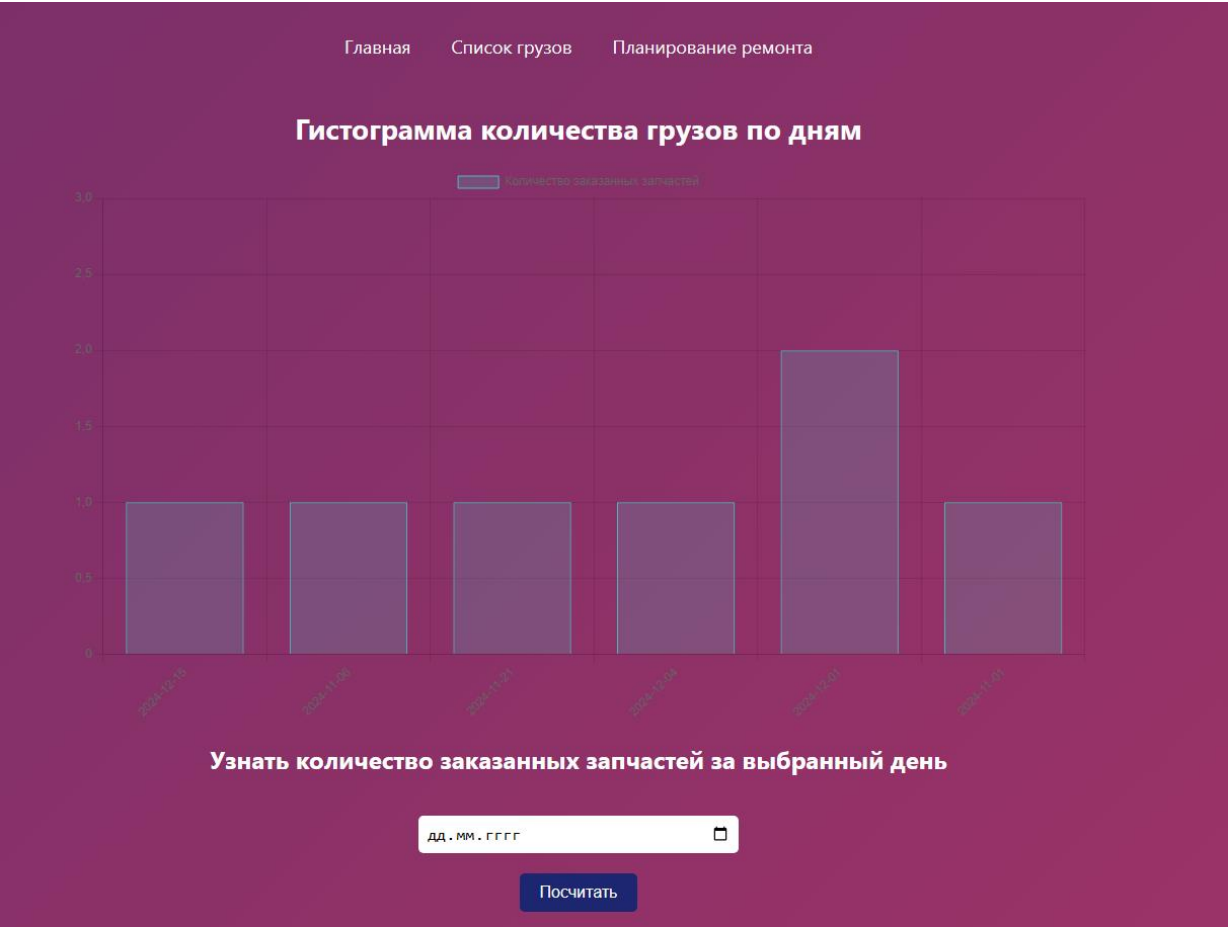 Главная Список грузов Планирование ремонта
Гистограмма количества грузов по дням
Количество заказанных запчастей
3,0
2,5
2,0
1,5
1,0
0,5
0
2024-12-15 2024-11-06 2024-11-21 2024-12-04 2024-12-01 2024-11-01
Узнать количество заказанных запчастей за выбранный день
дд.мм.гггг
Посчитать